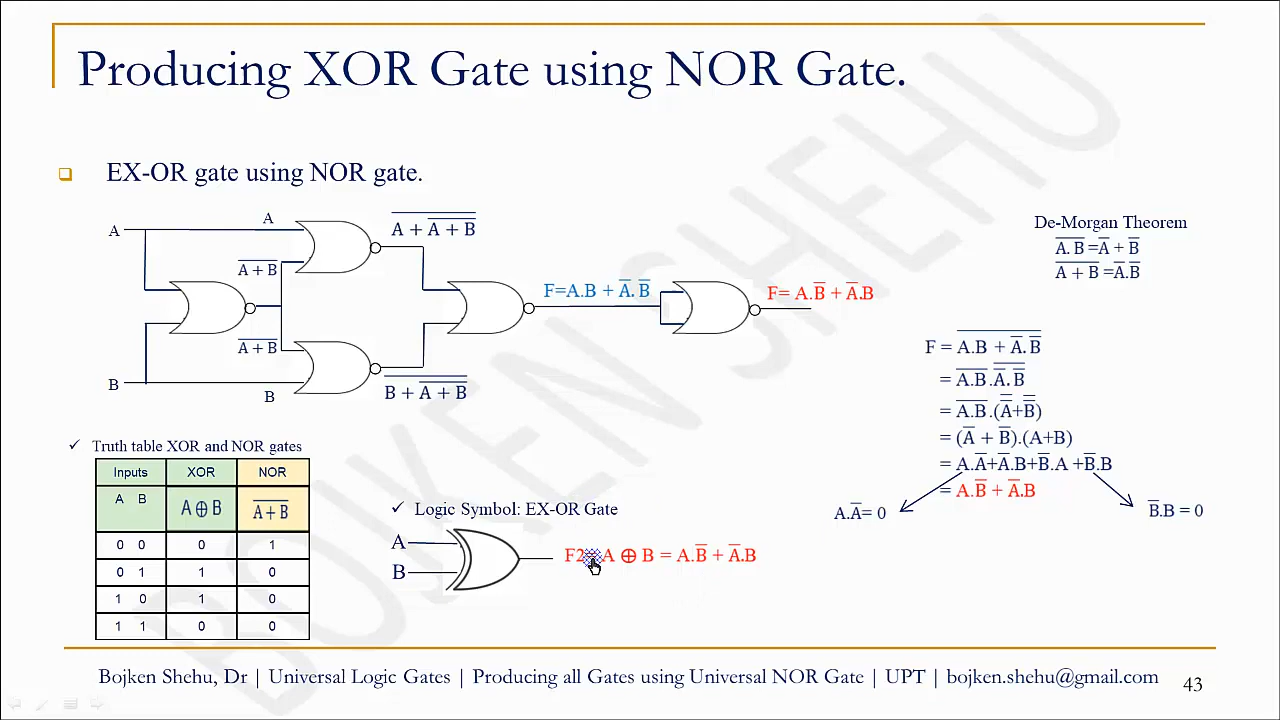 Producing XOR Gate using NOR Gate.
❑ EX-OR gate using NOR gate.
A
A
A̅ ̅+̅ ̅A̅ ̅+̅ ̅B̅
A̅ ̅+̅ ̅B̅
F=A.B + A̅. B̅
F= A.B̅ + A̅.B
A̅ ̅+̅ ̅B̅
B
B
B̅ ̅+̅ ̅A̅ ̅+̅ ̅B̅
De-Morgan Theorem
A̅.̅ ̅B̅ =A̅ + B̅
A̅ ̅+̅ ̅B̅ =A̅.B̅
F = A̅.̅B̅ ̅+̅ ̅A̅.̅ ̅B̅
= A̅.̅B̅ . A̅.̅ ̅B̅
= A̅.̅B̅ .(A̿+B̿)
= (A̅ + B̅).(A+B)
= A.A̅+A̅.B+B̅.A +B̅.B
= A.B̅ + A̅.B
A.A̅= 0
B̅.B = 0
✓ Truth table XOR and NOR gates
Inputs XOR NOR
A B A ⊕ B A̅ ̅+̅ ̅B̅
0 0 0 1
0 1 1 0
1 0 1 0
1 1 0 0
✓ Logic Symbol: EX-OR Gate
A
B
F2 A ⊕ B = A.B̅ + A̅.B
Bojken Shehu, Dr | Universal Logic Gates | Producing all Gates using Universal NOR Gate | UPT | bojken.shehu@gmail.com
43
BOJKEN SHEHU